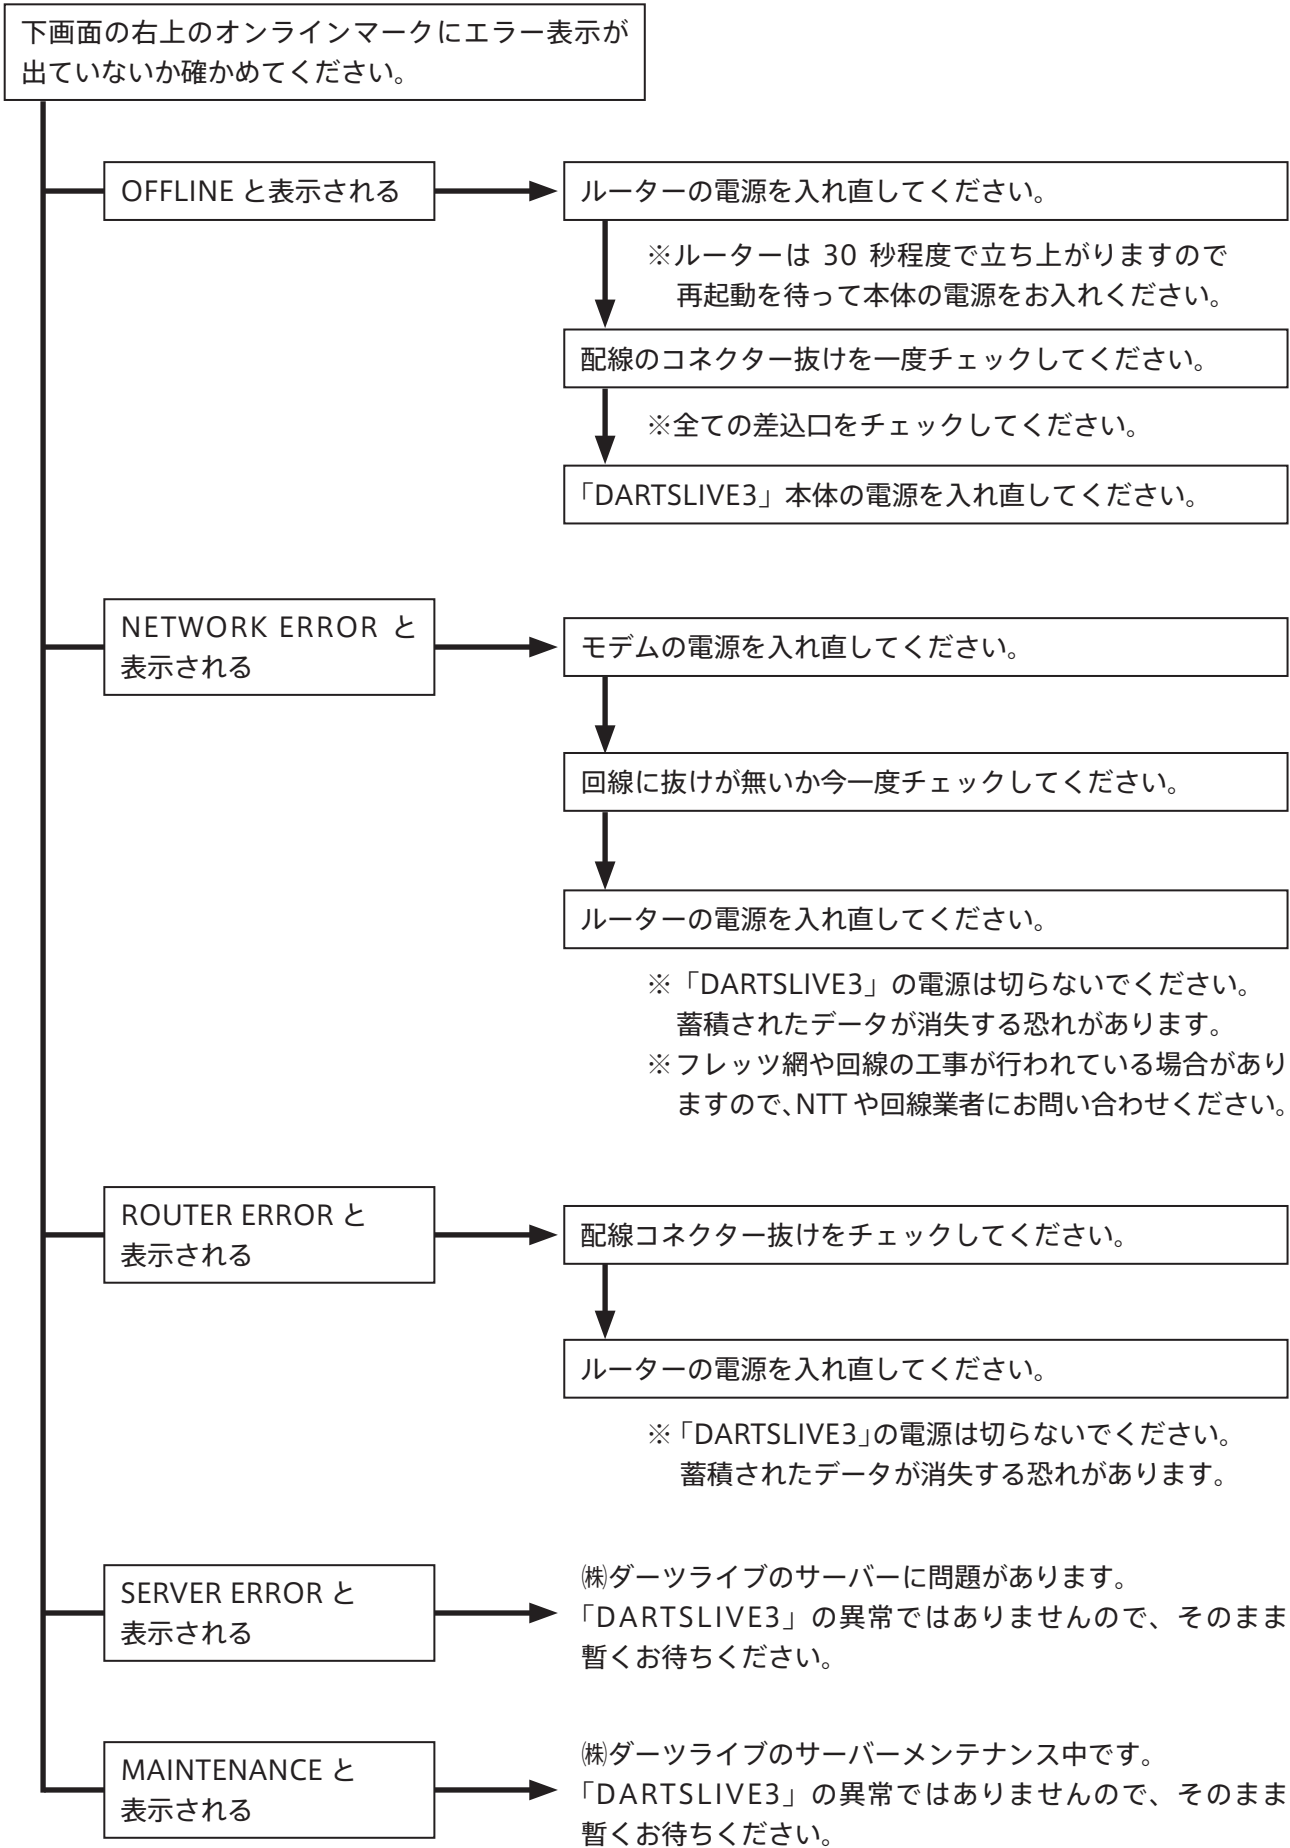 下画面の右上のオンラインマークにエラー表示が
出ていないか確かめてください。
OFFLINE と表示される
ルーターの電源を入れ直してください。
※ルーターは 30 秒程度で立ち上がりますので
再起動を待って本体の電源をお入れください。
配線のコネクター抜けを一度チェックしてください。
※全ての差込口をチェックしてください。
「DARTSLIVE3」本体の電源を入れ直してください。
NETWORK ERROR と
表示される
モデムの電源を入れ直してください。
回線に抜けが無いか今一度チェックしてください。
ルーターの電源を入れ直してください。
※「DARTSLIVE3」の電源は切らないでください。
蓄積されたデータが消失する恐れがあります。
※フレッツ網や回線の工事が行われている場合があり
ますので、NTT や回線業者にお問い合わせください。
ROUTER ERROR と
表示される
配線コネクター抜けをチェックしてください。
ルーターの電源を入れ直してください。
※「DARTSLIVE3」の電源は切らないでください。
蓄積されたデータが消失する恐れがあります。
SERVER ERROR と
表示される
㈱ダーツライブのサーバーに問題があります。
「DARTSLIVE3」の異常ではありませんので、そのまま
暫くお待ちください。
MAINTENANCE と
表示される
㈱ダーツライブのサーバーメンテナンス中です。
「DARTSLIVE3」の異常ではありませんので、そのまま
暫くお待ちください。